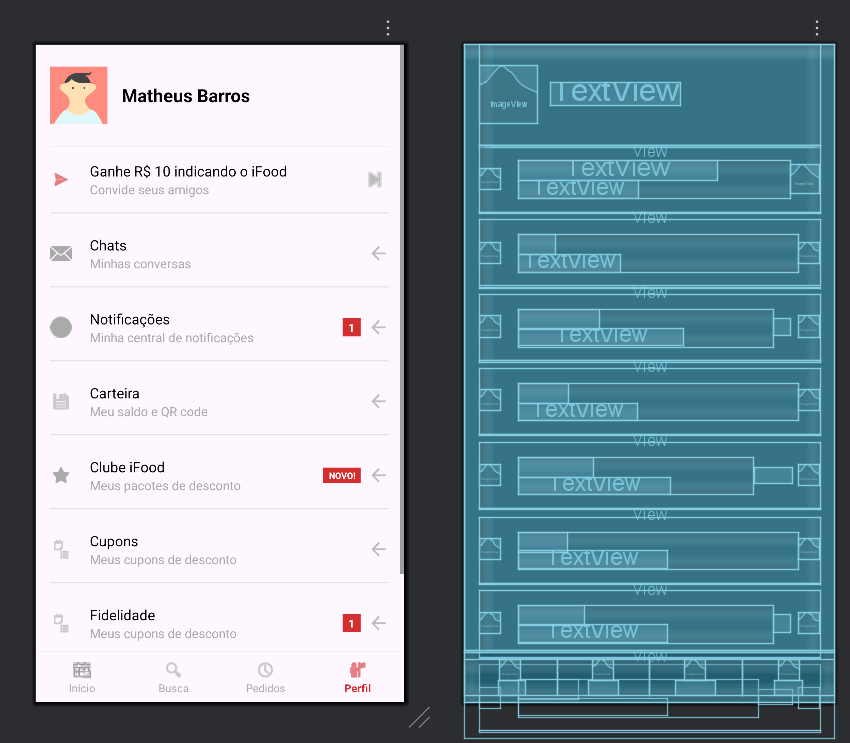 Matheus Barros
Ganhe R$ 10 indicando o iFood
Convide seus amigos
Chats
Minhas conversas
Notificações
Minha central de notificações
1
Carteira
Meu saldo e QR code
Clube iFood
Meus pacotes de desconto
NOVO!
Cupons
Meus cupons de desconto
Fidelidade
Meus cupons de desconto
1
Início
Busca
Pedidos
Perfil
ImageView
TextView
View
TextView
TextView
View
TextView
View
TextView
View
TextView
View
TextView
View
TextView
View
TextView
View